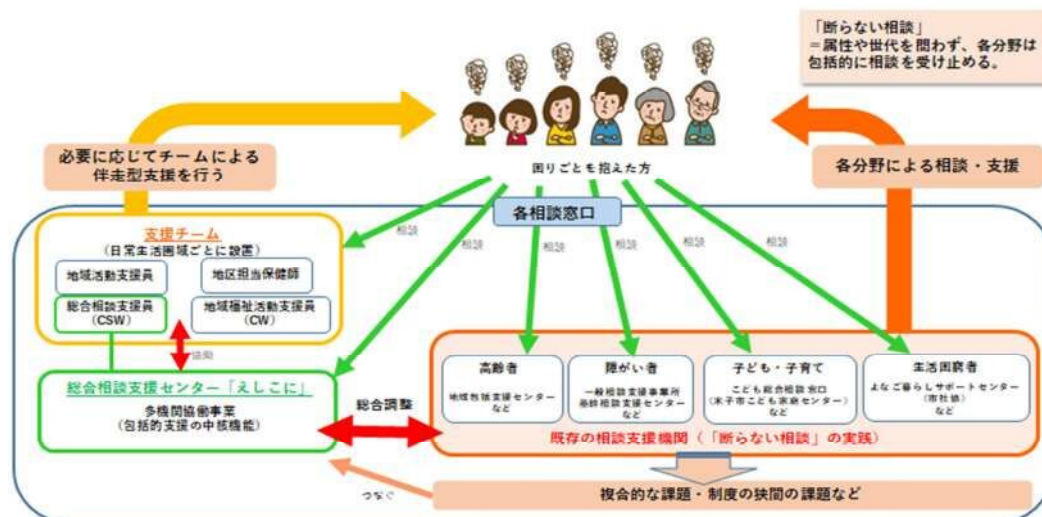 「断らない相談」
=属性や世代を問わず、各分野は
包括的に相談を受け止める。
必要に応じてチームによる
伴走型支援を行う
困りごとを抱えた方
各分野による相談・支援
各相談窓口
支援チーム
(日常生活圏域ごとに設置)
地域活動支援員
地区担当保健師
総合相談支援員
(CSW)
地域福祉活動支援員
(CW)
相談
相談
相談
相談
相談
相談
協働
総合相談支援センター「えしこに」
多機関協働事業
(包括的支援の中核機能)
総合調整
高齢者
地域包括支援センター
など
障がい者
一般相談支援事業所
基幹相談支援センター
など
子ども・子育て
こども総合相談窓口
(米子市こども家庭センター)
など
生活困窮者
よなご暮らしサポートセンター
(市社協)
など
既存の相談支援機関(「断らない相談」の実践)
つなぐ
複合的な課題・制度の狭間の課題など